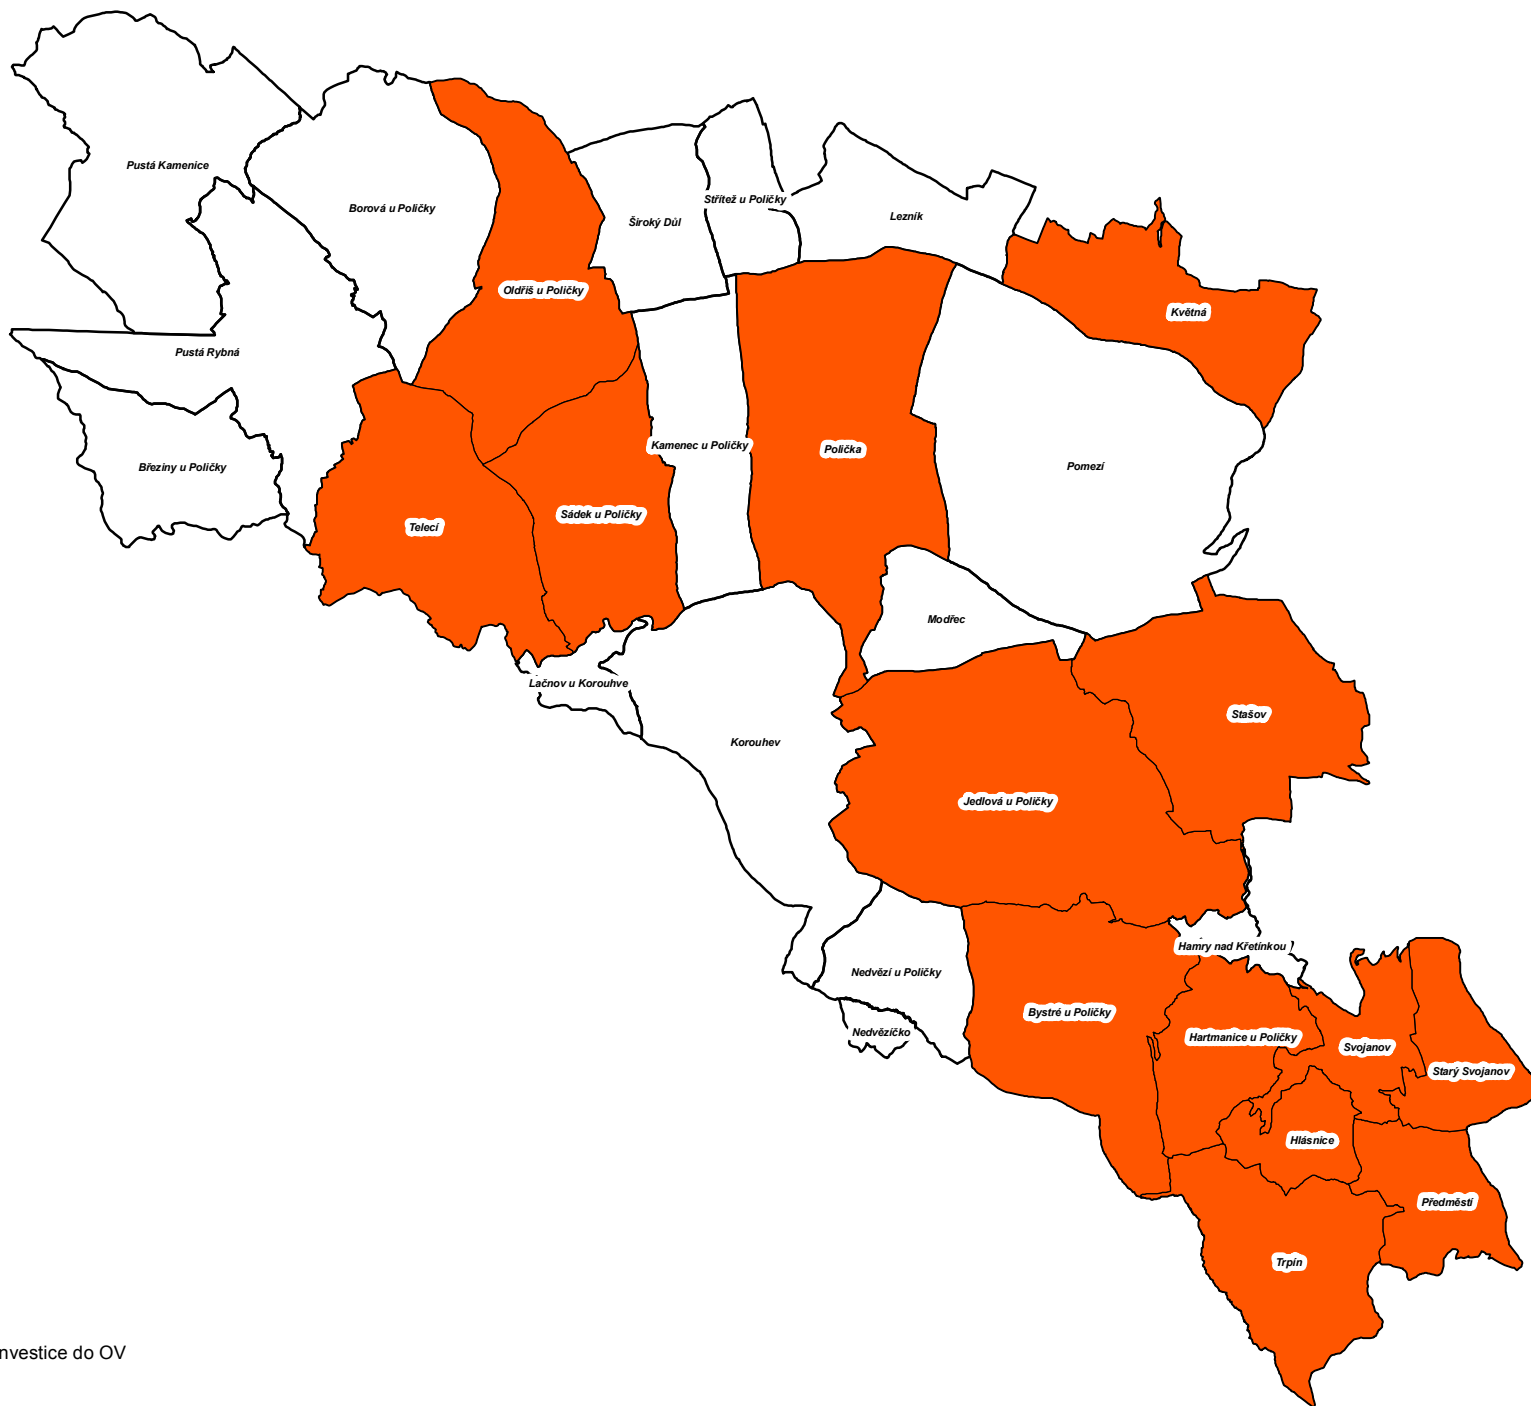 Pustá Kamenice
Borová u Poličky
Střítež u Poličky
Široký Důl
Lezník
Oldřiš u Poličky
Květná
Pustá Rybná
Kamenec u Poličky
Polička
Pomezí
Březiny u Poličky
Sádek u Poličky
Telecí
Modřec
Lačnov u Korouhve
Stašov
Korouhev
Jedlová u Poličky
Hamry nad Křetínkou
Nedvězí u Poličky
Bystré u Poličky
Nedvězíčko
Hartmanice u Poličky
Svojanov
Starý Svojanov
Hlásnice
Předměstí
Trpín
nvestice do OV